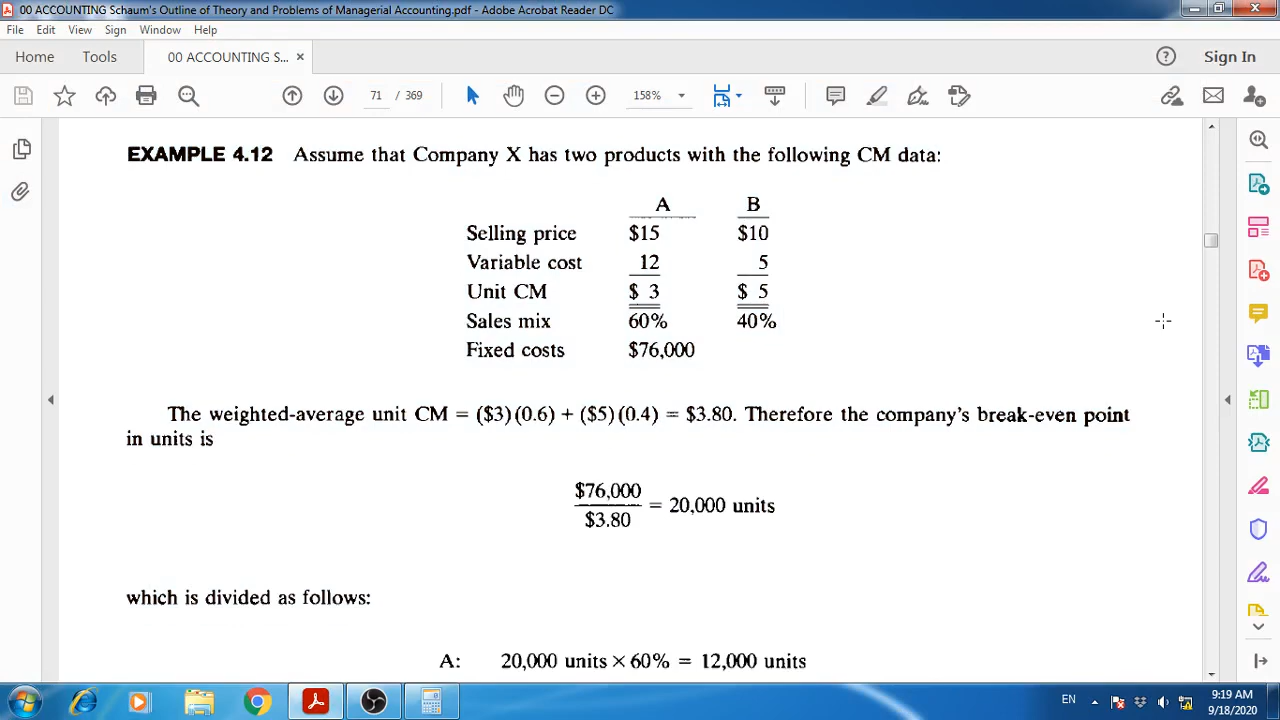 00 ACCOUNTING Schaum's Outline of Theory and Problems of Managerial Accounting.pdf - Adobe Acrobat Reader DC
File Edit View Sign Window Help
Home Tools 00 ACCOUNTING S... × Sign In
71 / 369 158%
EXAMPLE 4.12 Assume that Company X has two products with the following CM data:
A B
Selling price $15 $10
Variable cost 12 5
Unit CM $ 3 $ 5
Sales mix 60% 40%
Fixed costs $76,000
The weighted-average unit CM = ($3)(0.6) + ($5)(0.4) = $3.80. Therefore the company's break-even point
in units is
$76,000
= 20,000 units
$3.80
which is divided as follows:
A: 20,000 units × 60% = 12,000 units
EN 9:19 AM
9/18/2020